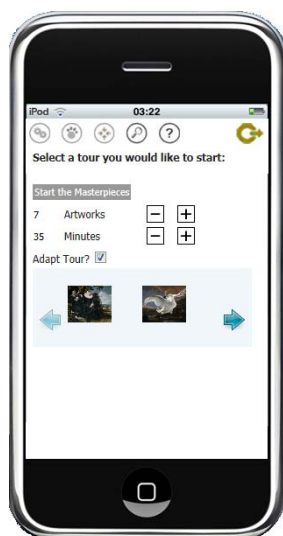 iPod 03:22
?
Select a tour you would like to start:
Start the Masterpieces
7 Artworks − +
35 Minutes − +
Adapt Tour?